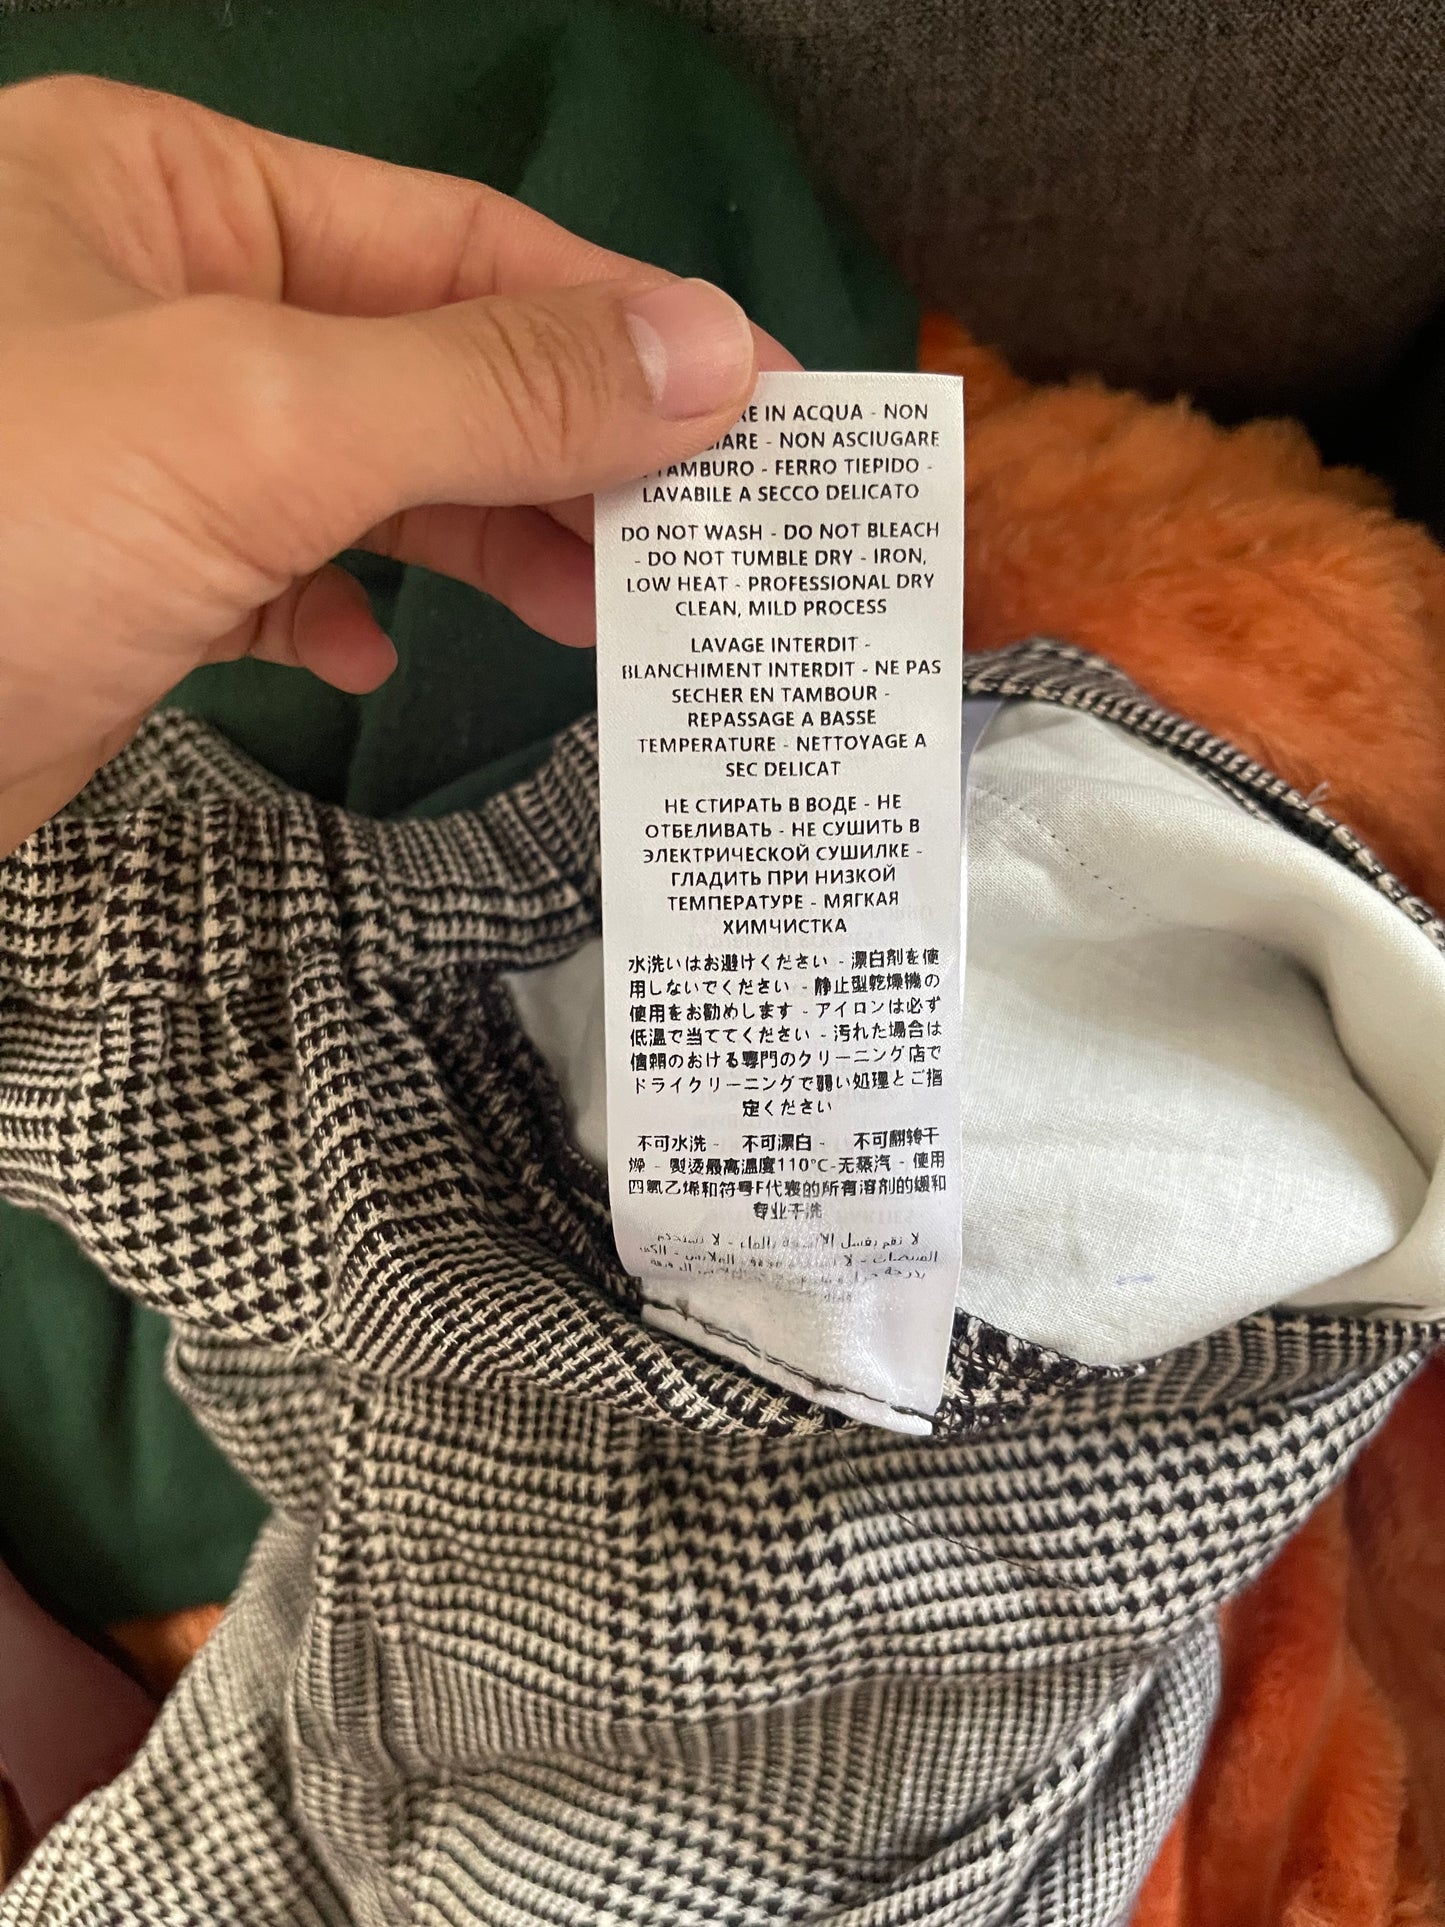 IN ACQUA - NON
- NON ASCIUGARE
TAMBURO - FERRO TIEPIDO -
LAVABILE A SECCO DELICATO
DO NOT WASH - DO NOT BLEACH
- DO NOT TUMBLE DRY - IRON,
LOW HEAT - PROFESSIONAL DRY
CLEAN, MILD PROCESS
LAVAGE INTERDIT -
BLANCHIMENT INTERDIT - NE PAS
SECHER EN TAMBOUR -
REPASSAGE A BASSE
TEMPERATURE - NETTOYAGE A
SEC DELICAT
НЕ СТИРАТЬ В ВОДЕ - НЕ
ОТБЕЛИВАТЬ - НЕ СУШИТЬ В
ЭЛЕКТРИЧЕСКОЙ СУШИЛКЕ -
ГЛАДИТЬ ПРИ НИЗКОЙ
ТЕМПЕРАТУРЕ - МЯГКАЯ
ХИМЧИСТКА
水洗いはお避けください - 漂白剤を使
用しないでください - 静止型乾燥機の
使用をお勧めします - アイロンは必ず
低温で当ててください - 汚れた場合は
信頼のおける専門のクリーニング店で
ドライクリーニングで弱い処理とご指
定ください
不可水洗 - 不可漂白 - 不可翻转干
燥 - 熨烫最高温度110°C-无蒸汽 - 使用
四氯乙烯和符号F代表的所有溶剂的缓和
专业干洗